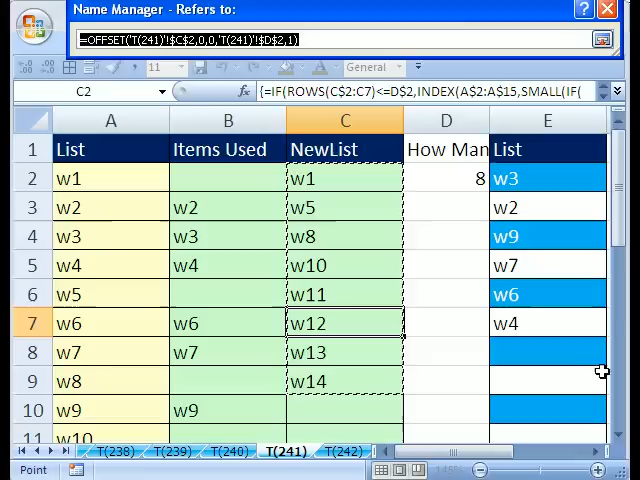 Name Manager - Refers to:
=OFFSET('T(241)'!$C$2,0,0,'T(241)'!$D$2,1)
11 General
C2 fx {=IF(ROWS(C$2:C7)<=D$2,INDEX(A$2:A$15,SMALL(IF(
A B C D E
1 List Items Used NewList How Man List
2 w1 w1 8 w3
3 w2 w2 w5 w2
4 w3 w3 w8 w9
5 w4 w4 w10 w7
6 w5 w11 w6
7 w6 w6 w12 w4
8 w7 w7 w13
9 w8 w14
10 w9 w9
11 w10
T(238) T(239) T(240) T(241) T(242)
Point 146%